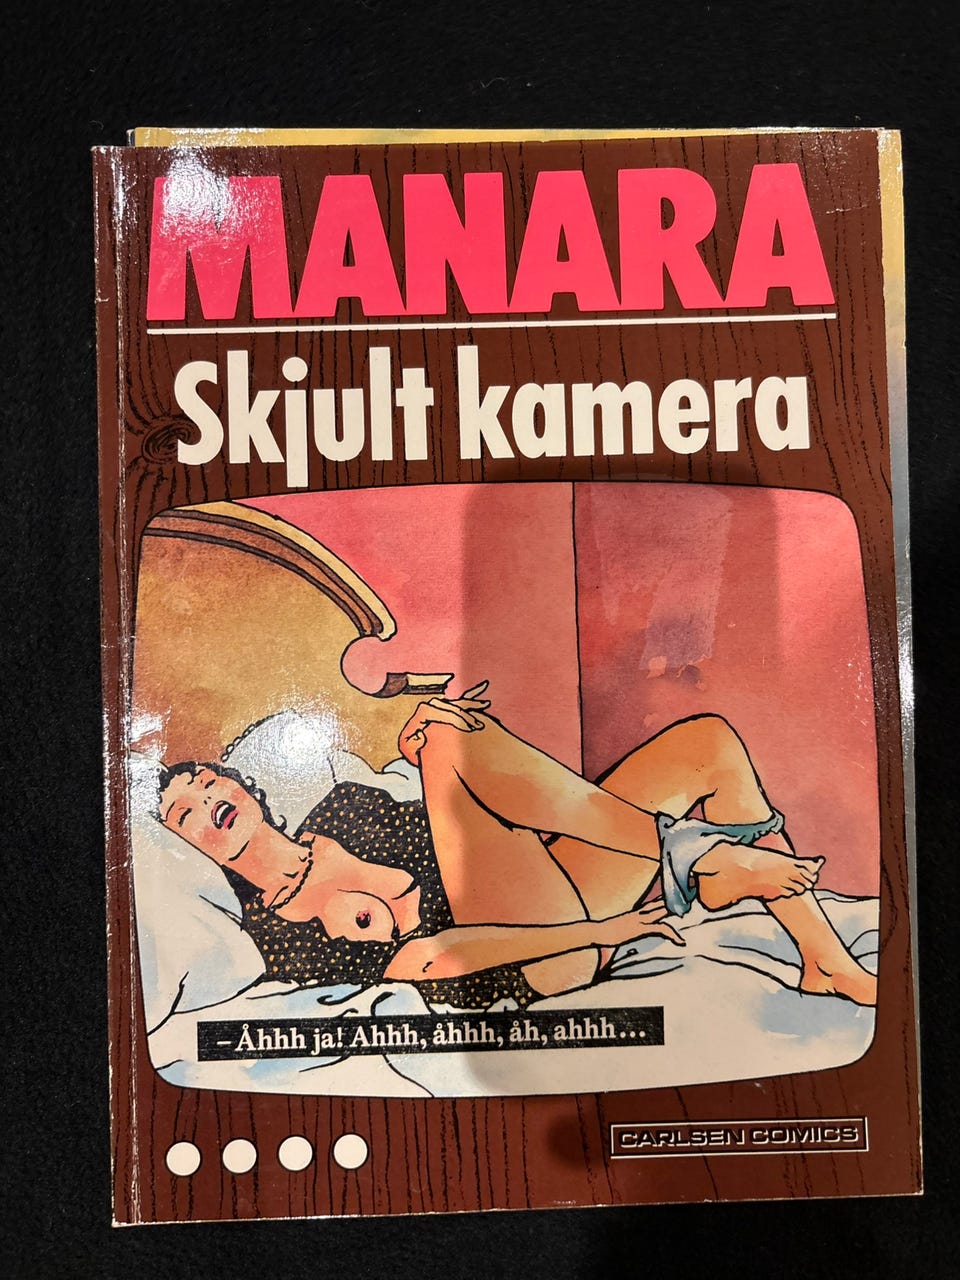 MANARA
Skjult kamera
– Åhhh ja! Ahhh, åhhh, åh, ahhh...
CARLSEN COMICS